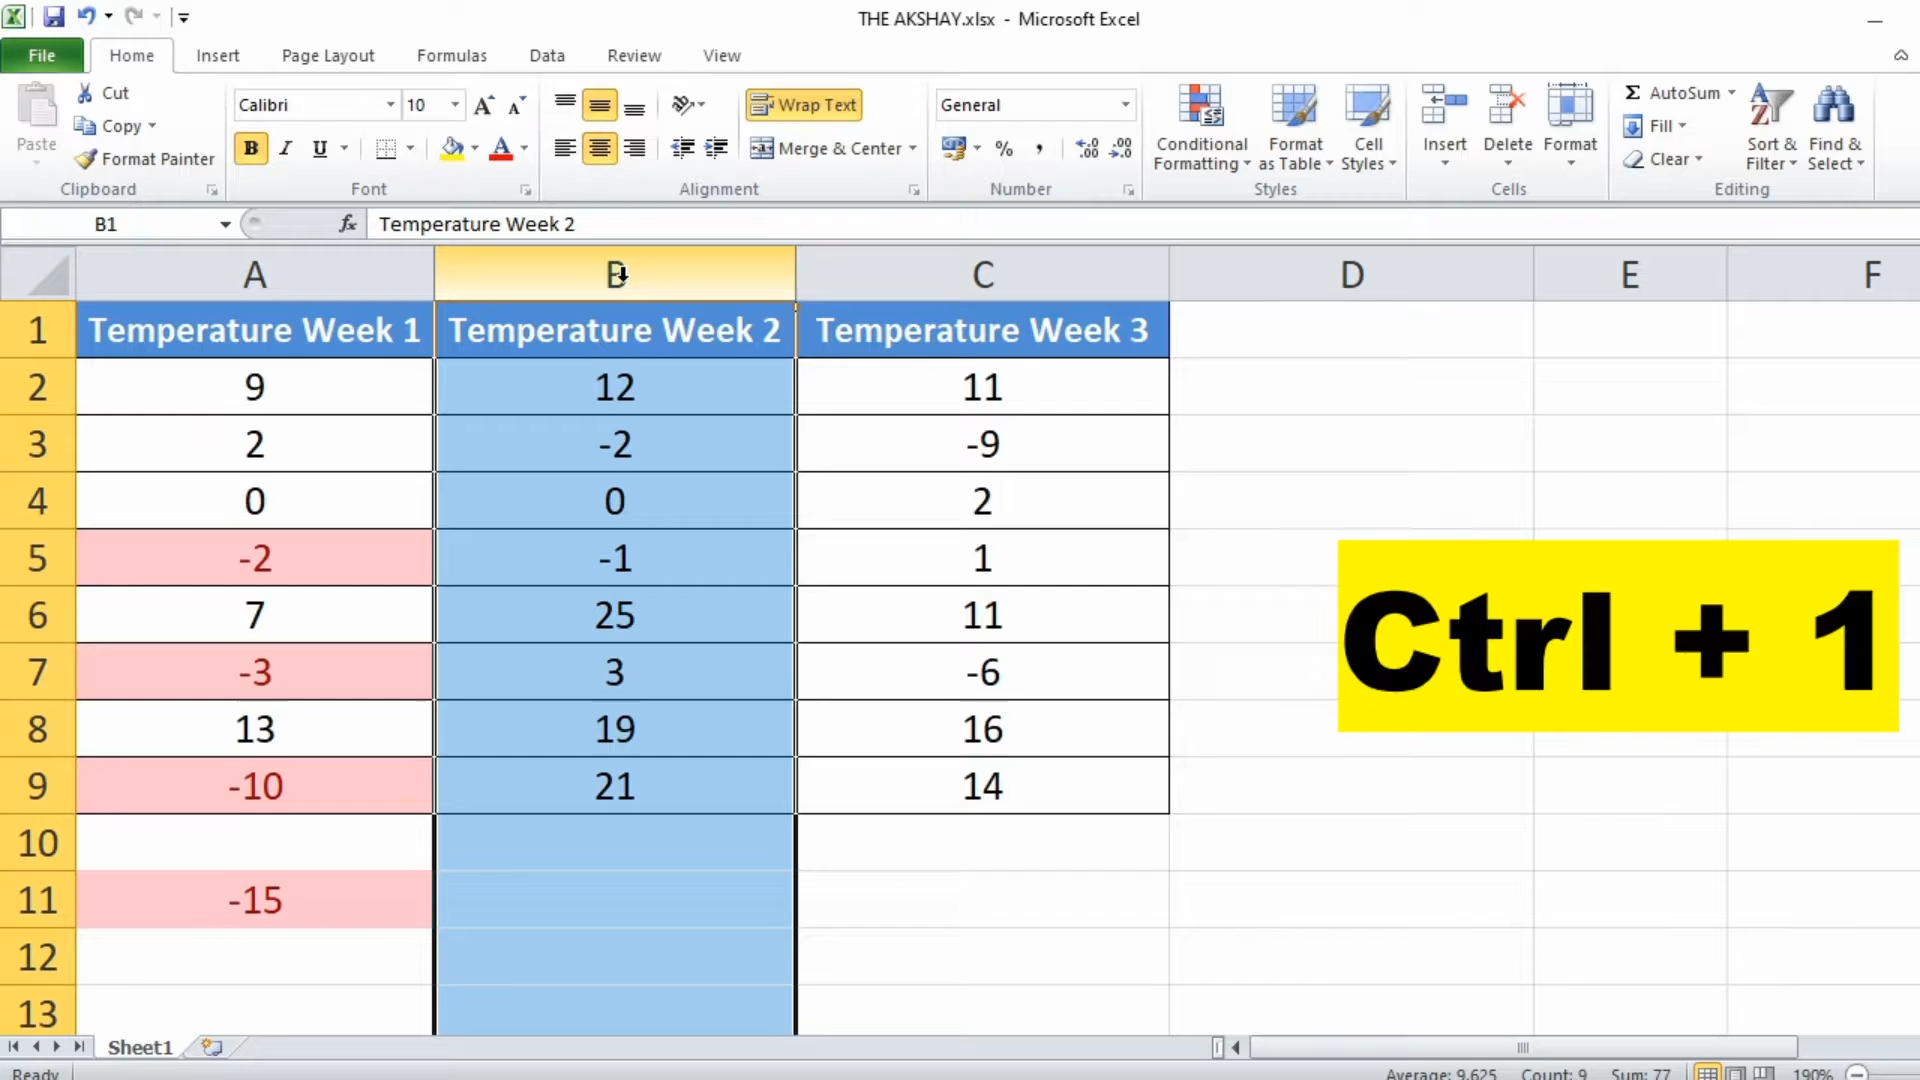 THE AKSHAY.xlsx - Microsoft Excel
File Home Insert Page Layout Formulas Data Review View
Paste
Cut
Copy
Format Painter
Clipboard
Calibri 10
B I U
Font
Wrap Text
Merge & Center
Alignment
General
% ,
Number
Conditional Formatting
Format as Table
Cell Styles
Styles
Insert Delete Format
Cells
Σ AutoSum
Fill
Clear
Sort & Filter
Find & Select
Editing
B1 fx Temperature Week 2
A B C D E F
1 Temperature Week 1 Temperature Week 2 Temperature Week 3
2 9 12 11
3 2 -2 -9
4 0 0 2
5 -2 -1 1
6 7 25 11
7 -3 3 -6
8 13 19 16
9 -10 21 14
10
11 -15
12
13
Ctrl + 1
Sheet1
Ready Average: 9.625 Count: 9 Sum: 77 190%